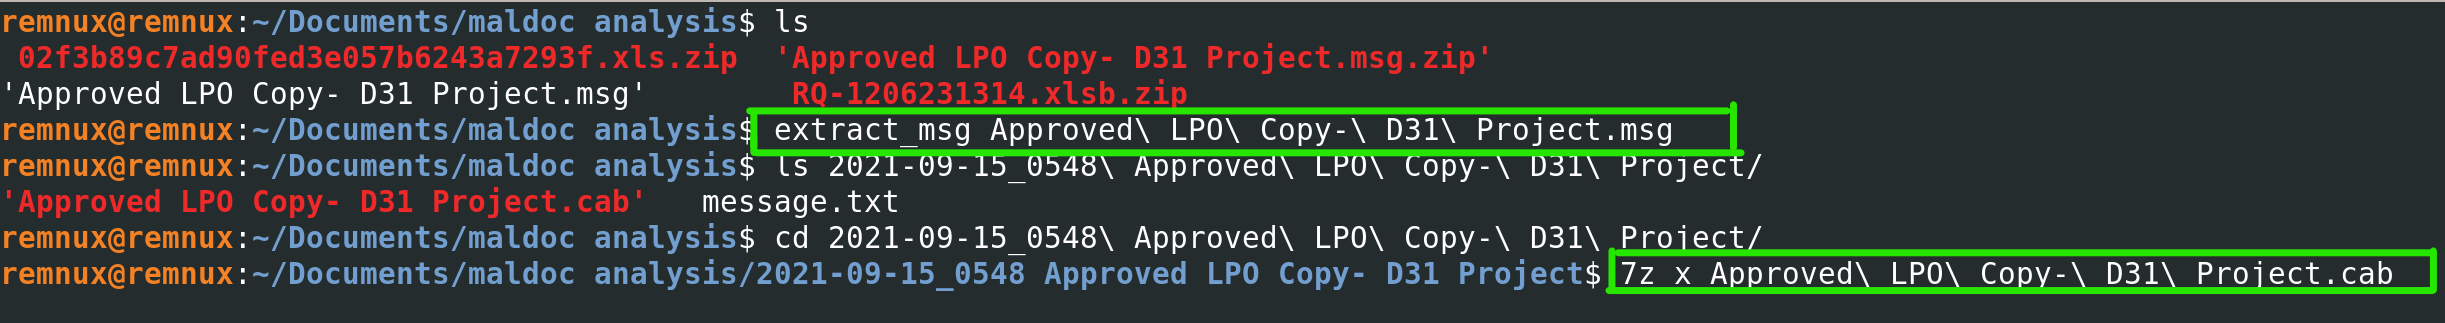 remnux@remnux:~/Documents/maldoc analysis$ ls
02f3b89c7ad90fed3e057b6243a7293f.xls.zip 'Approved LPO Copy- D31 Project.msg.zip'
'Approved LPO Copy- D31 Project.msg' RQ-1206231314.xlsb.zip
remnux@remnux:~/Documents/maldoc analysis$ extract_msg Approved\ LPO\ Copy-\ D31\ Project.msg
remnux@remnux:~/Documents/maldoc analysis$ ls 2021-09-15_0548\ Approved\ LPO\ Copy-\ D31\ Project/
'Approved LPO Copy- D31 Project.cab' message.txt
remnux@remnux:~/Documents/maldoc analysis$ cd 2021-09-15_0548\ Approved\ LPO\ Copy-\ D31\ Project/
remnux@remnux:~/Documents/maldoc analysis/2021-09-15_0548 Approved LPO Copy- D31 Project$ 7z x Approved\ LPO\ Copy-\ D31\ Project.cab